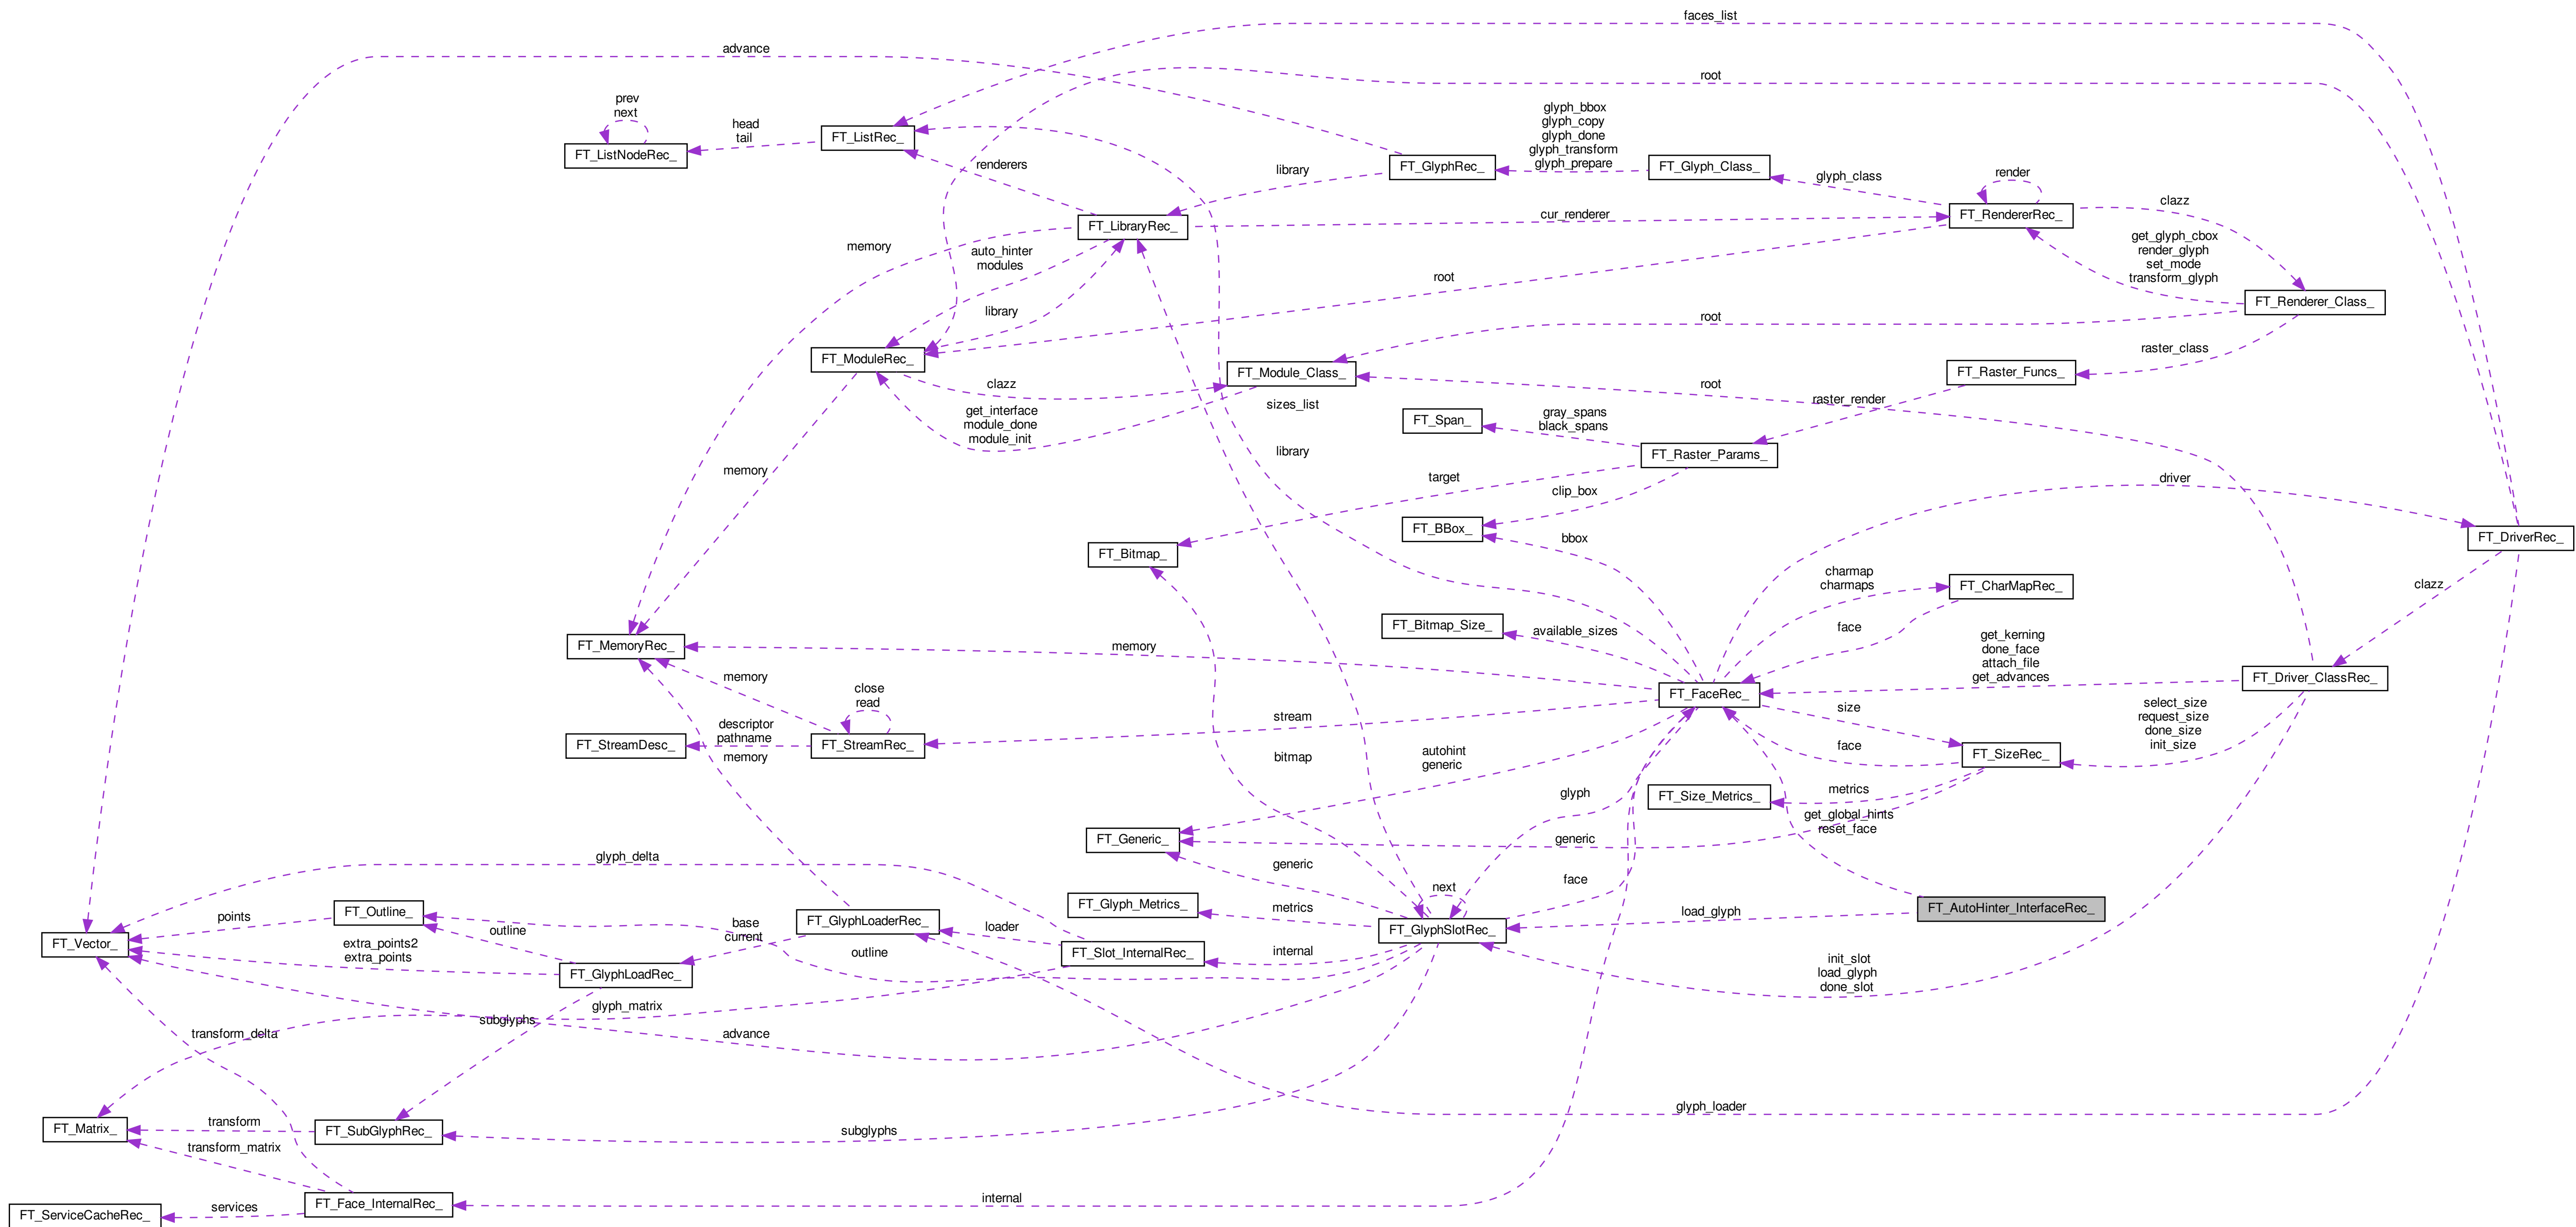 faces_list
advance
root
prev
next
head
tail
FT_ListRec_
FT_ListNodeRec_
glyph_bbox
glyph_copy
glyph_done
glyph_transform
glyph_prepare
FT_GlyphRec_
FT_Glyph_Class_
renderers
library
glyph_class
render
FT_RendererRec_
clazz
FT_LibraryRec_
cur_renderer
memory
auto_hinter
modules
get_glyph_cbox
render_glyph
set_mode
transform_glyph
root
FT_Renderer_Class_
library
root
FT_ModuleRec_
raster_class
FT_Module_Class_
FT_Raster_Funcs_
clazz
root
raster_render
sizes_list
get_interface
module_done
module_init
FT_Span_
gray_spans
black_spans
library
FT_Raster_Params_
memory
target
clip_box
driver
FT_BBox_
bbox
FT_DriverRec_
FT_Bitmap_
charmap
charmaps
FT_CharMapRec_
clazz
FT_Bitmap_Size_
available_sizes
face
FT_MemoryRec_
memory
get_kerning
done_face
attach_file
get_advances
memory
FT_Driver_ClassRec_
close
read
FT_FaceRec_
stream
size
select_size
request_size
done_size
init_size
descriptor
pathname
FT_StreamDesc_
FT_StreamRec_
memory
bitmap
autohint
generic
face
FT_SizeRec_
glyph
FT_Size_Metrics_
metrics
get_global_hints
reset_face
FT_Generic_
generic
glyph_delta
generic
face
next
FT_Outline_
points
FT_Glyph_Metrics_
metrics
load_glyph
FT_AutoHinter_InterfaceRec_
FT_GlyphLoaderRec_
base
current
loader
FT_GlyphSlotRec_
FT_Vector_
outline
extra_points2
extra_points
FT_GlyphLoadRec_
outline
FT_Slot_InternalRec_
internal
init_slot
load_glyph
done_slot
glyph_matrix
subglyphs
transform_delta
advance
glyph_loader
FT_Matrix_
transform
FT_SubGlyphRec_
subglyphs
transform_matrix
FT_Face_InternalRec_
internal
services
FT_ServiceCacheRec_